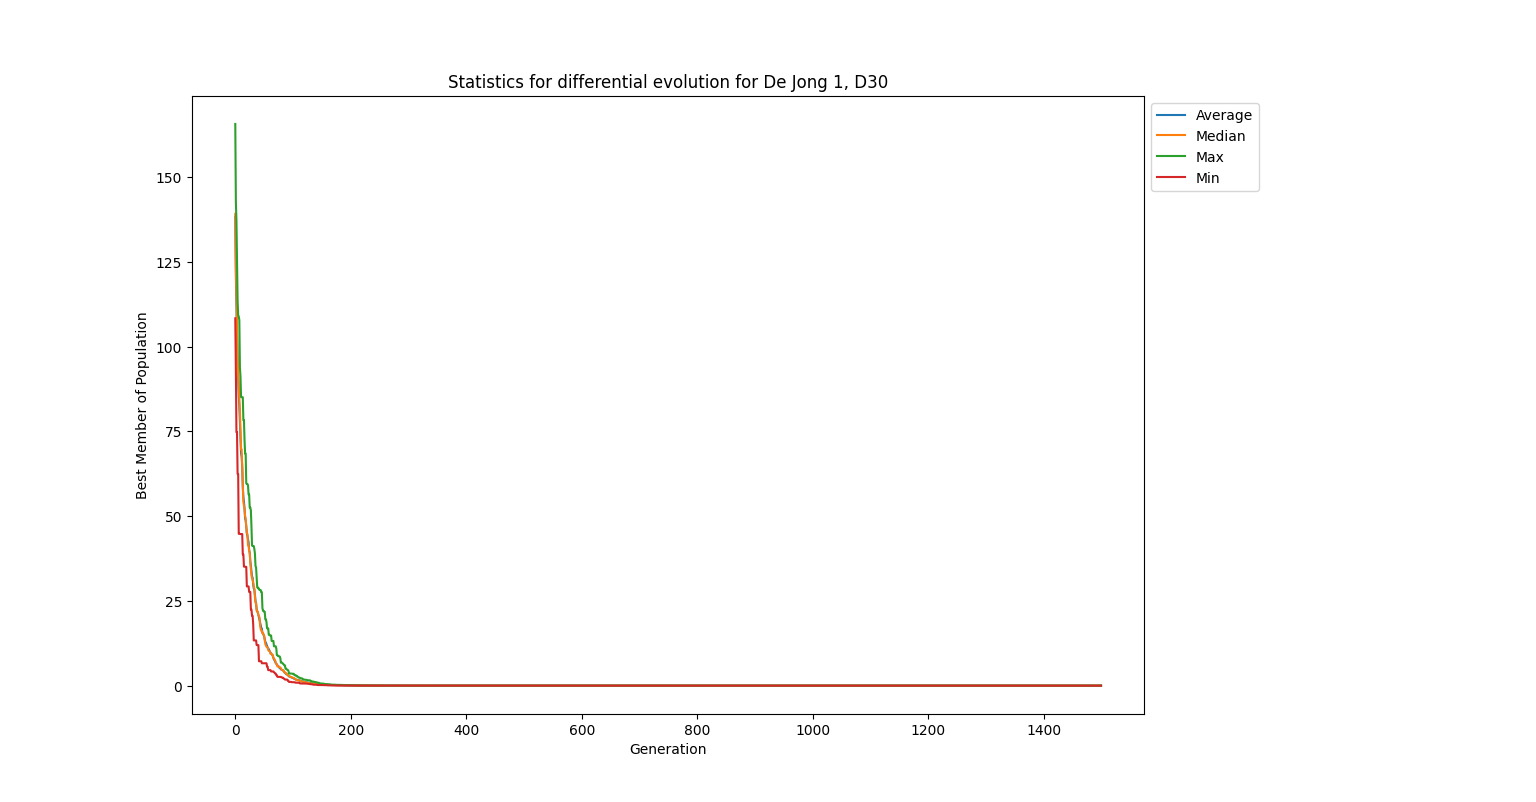 Statistics for differential evolution for De Jong 1, D30
Average
Median
Max
Min
Best Member of Population
150
125
100
75
50
25
0
0 200 400 600 800 1000 1200 1400
Generation